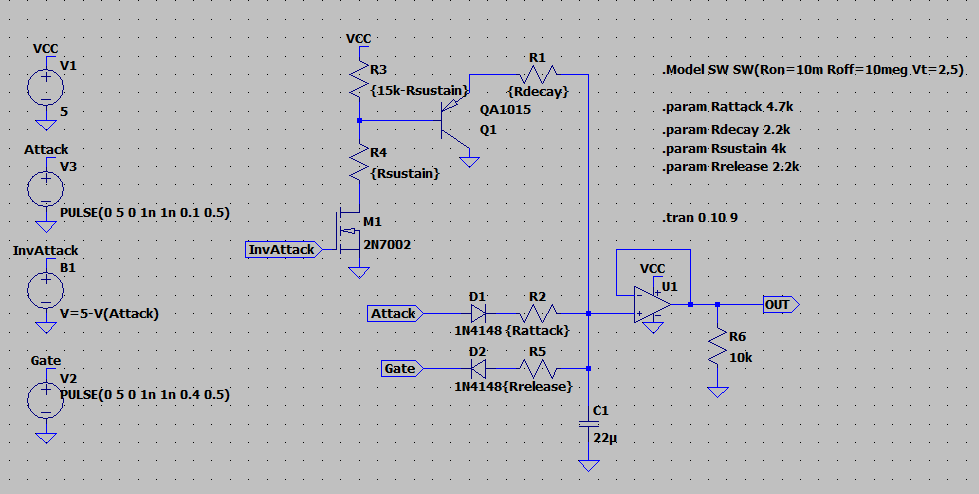 VCC
V1
5
Attack
V3
PULSE(0 5 0 1n 1n 0.1 0.5)
InvAttack
B1
V=5-V(Attack)
Gate
V2
PULSE(0 5 0 1n 1n 0.4 0.5)
VCC
R3
{15k-Rsustain}
R4
{Rsustain}
M1
2N7002
InvAttack
R1
{Rdecay}
QA1015
Q1
Attack
D1
1N4148
R2
{Rattack}
Gate
D2
1N4148
R5
{Rrelease}
C1
22µ
VCC
U1
OUT
R6
10k
.Model SW SW(Ron=10m Roff=10meg Vt=2,5)
.param Rattack 4.7k
.param Rdecay 2.2k
.param Rsustain 4k
.param Rrelease 2.2k
.tran 0 10 9